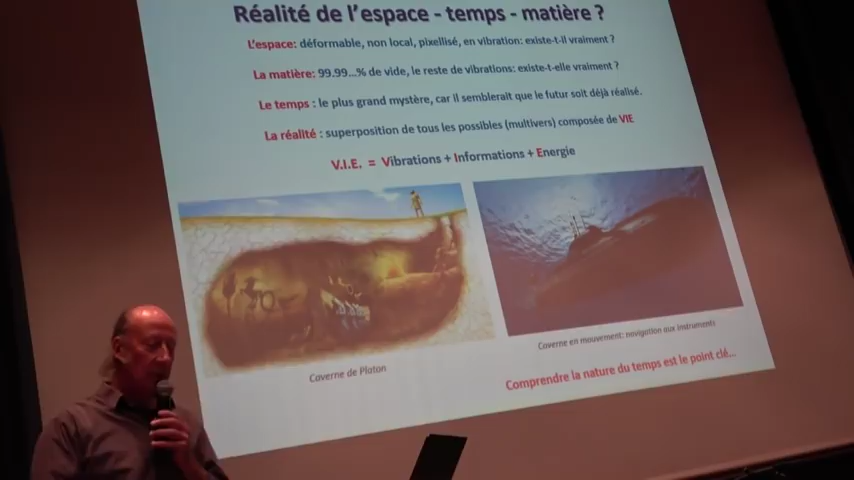 Réalité de l'espace - temps - matière ?
L'espace: déformable, non local, pixellisé, en vibration: existe-t-il vraiment ?
La matière: 99.99...% de vide, le reste de vibrations: existe-t-elle vraiment ?
Le temps : le plus grand mystère, car il semblerait que le futur soit déjà réalisé.
La réalité : superposition de tous les possibles (multivers) composée de VIE
V.I.E. = Vibrations + Informations + Energie
Caverne de Platon
Caverne en mouvement: navigation aux instruments
Comprendre la nature du temps est le point clé...